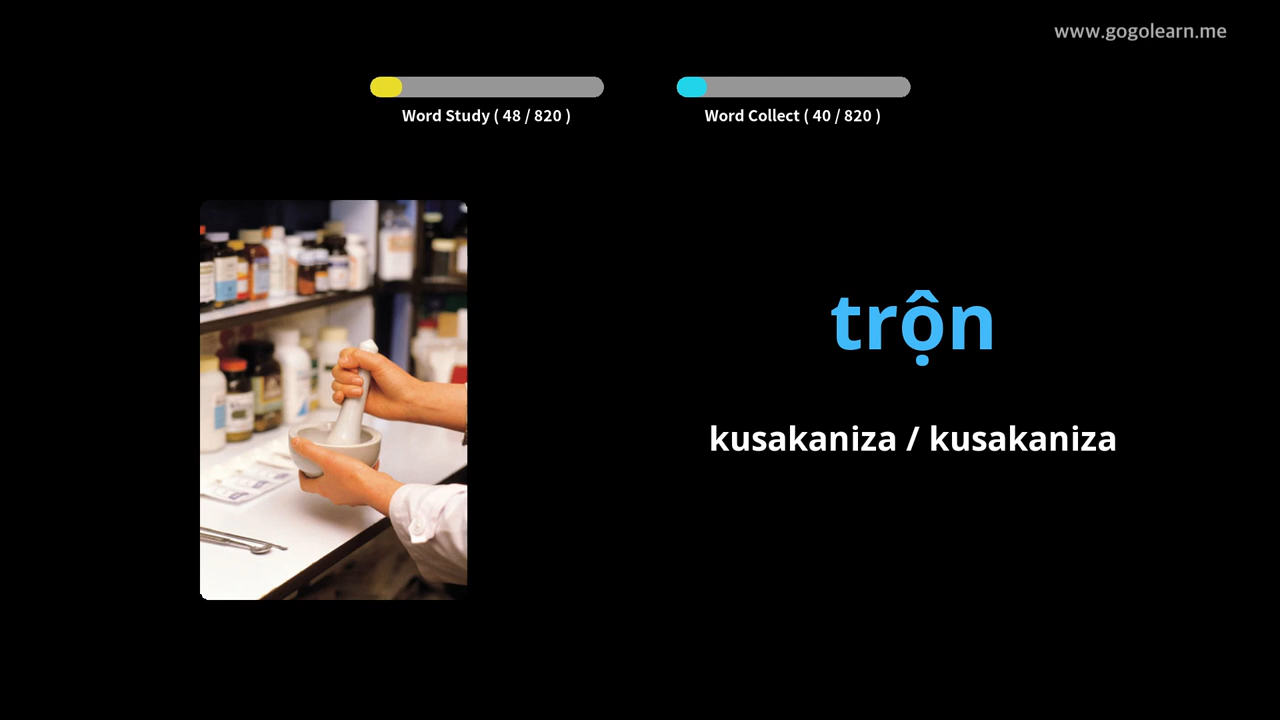 www.gogolearn.me
Word Study ( 48 / 820 )
Word Collect ( 40 / 820 )
trộn
kusakaniza / kusakaniza